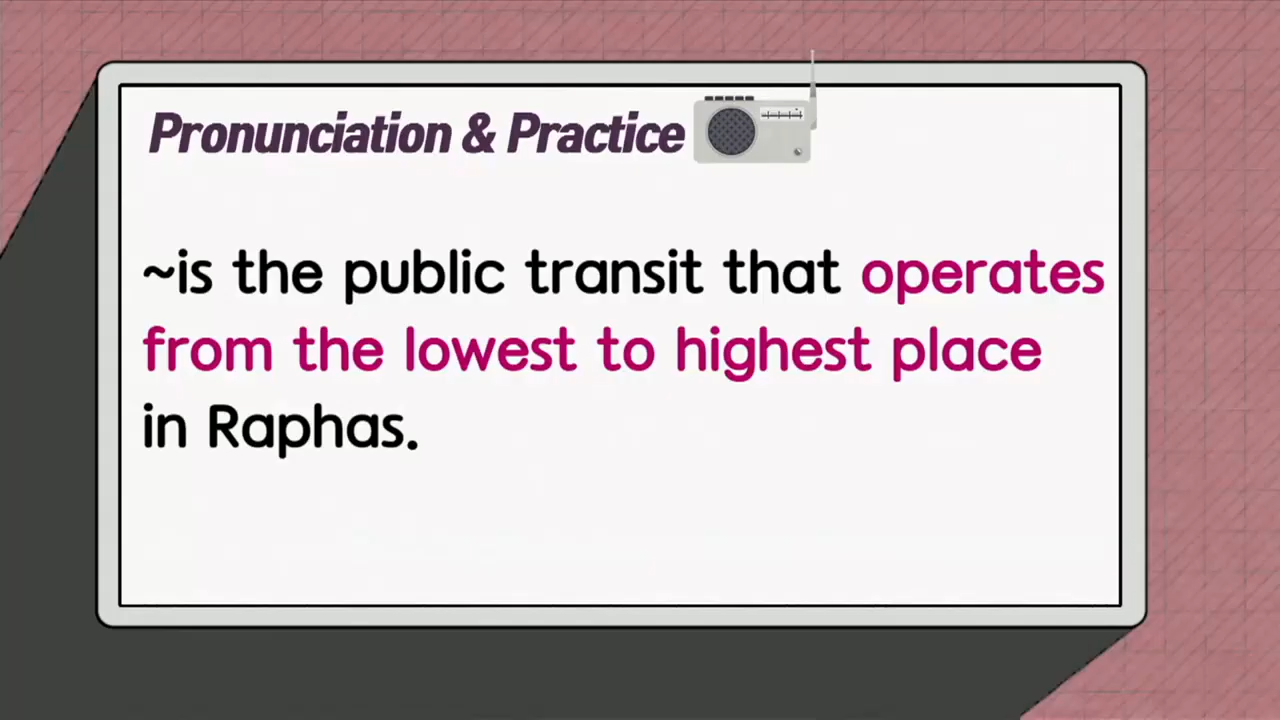 Pronunciation & Practice
~is the public transit that operates
from the lowest to highest place
in Raphas.